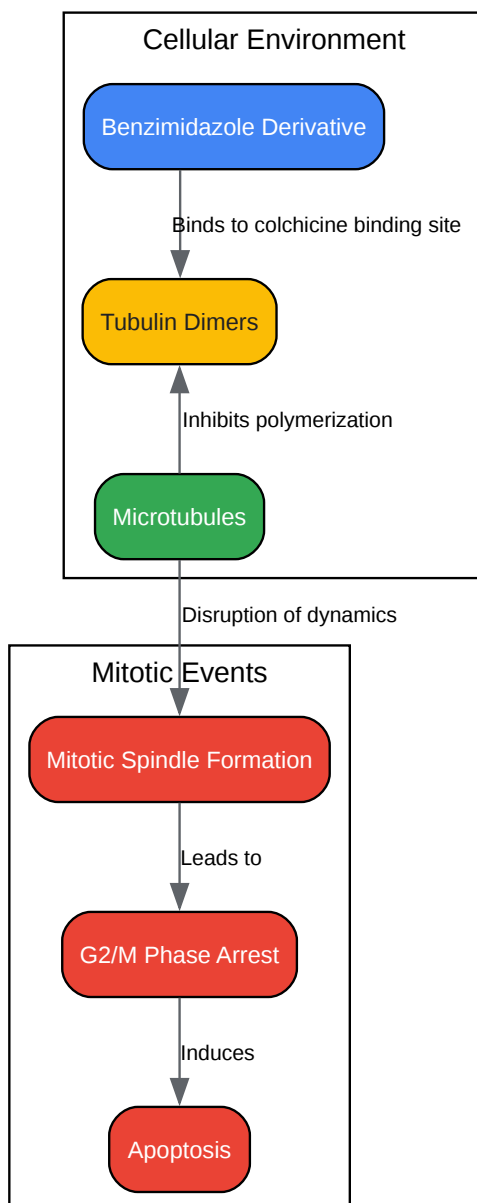 Cellular Environment
Benzimidazole Derivative
Binds to colchicine binding site
Tubulin Dimers
Inhibits polymerization
Microtubules
Disruption of dynamics
Mitotic Events
Mitotic Spindle Formation
Leads to
G2/M Phase Arrest
Induces
Apoptosis